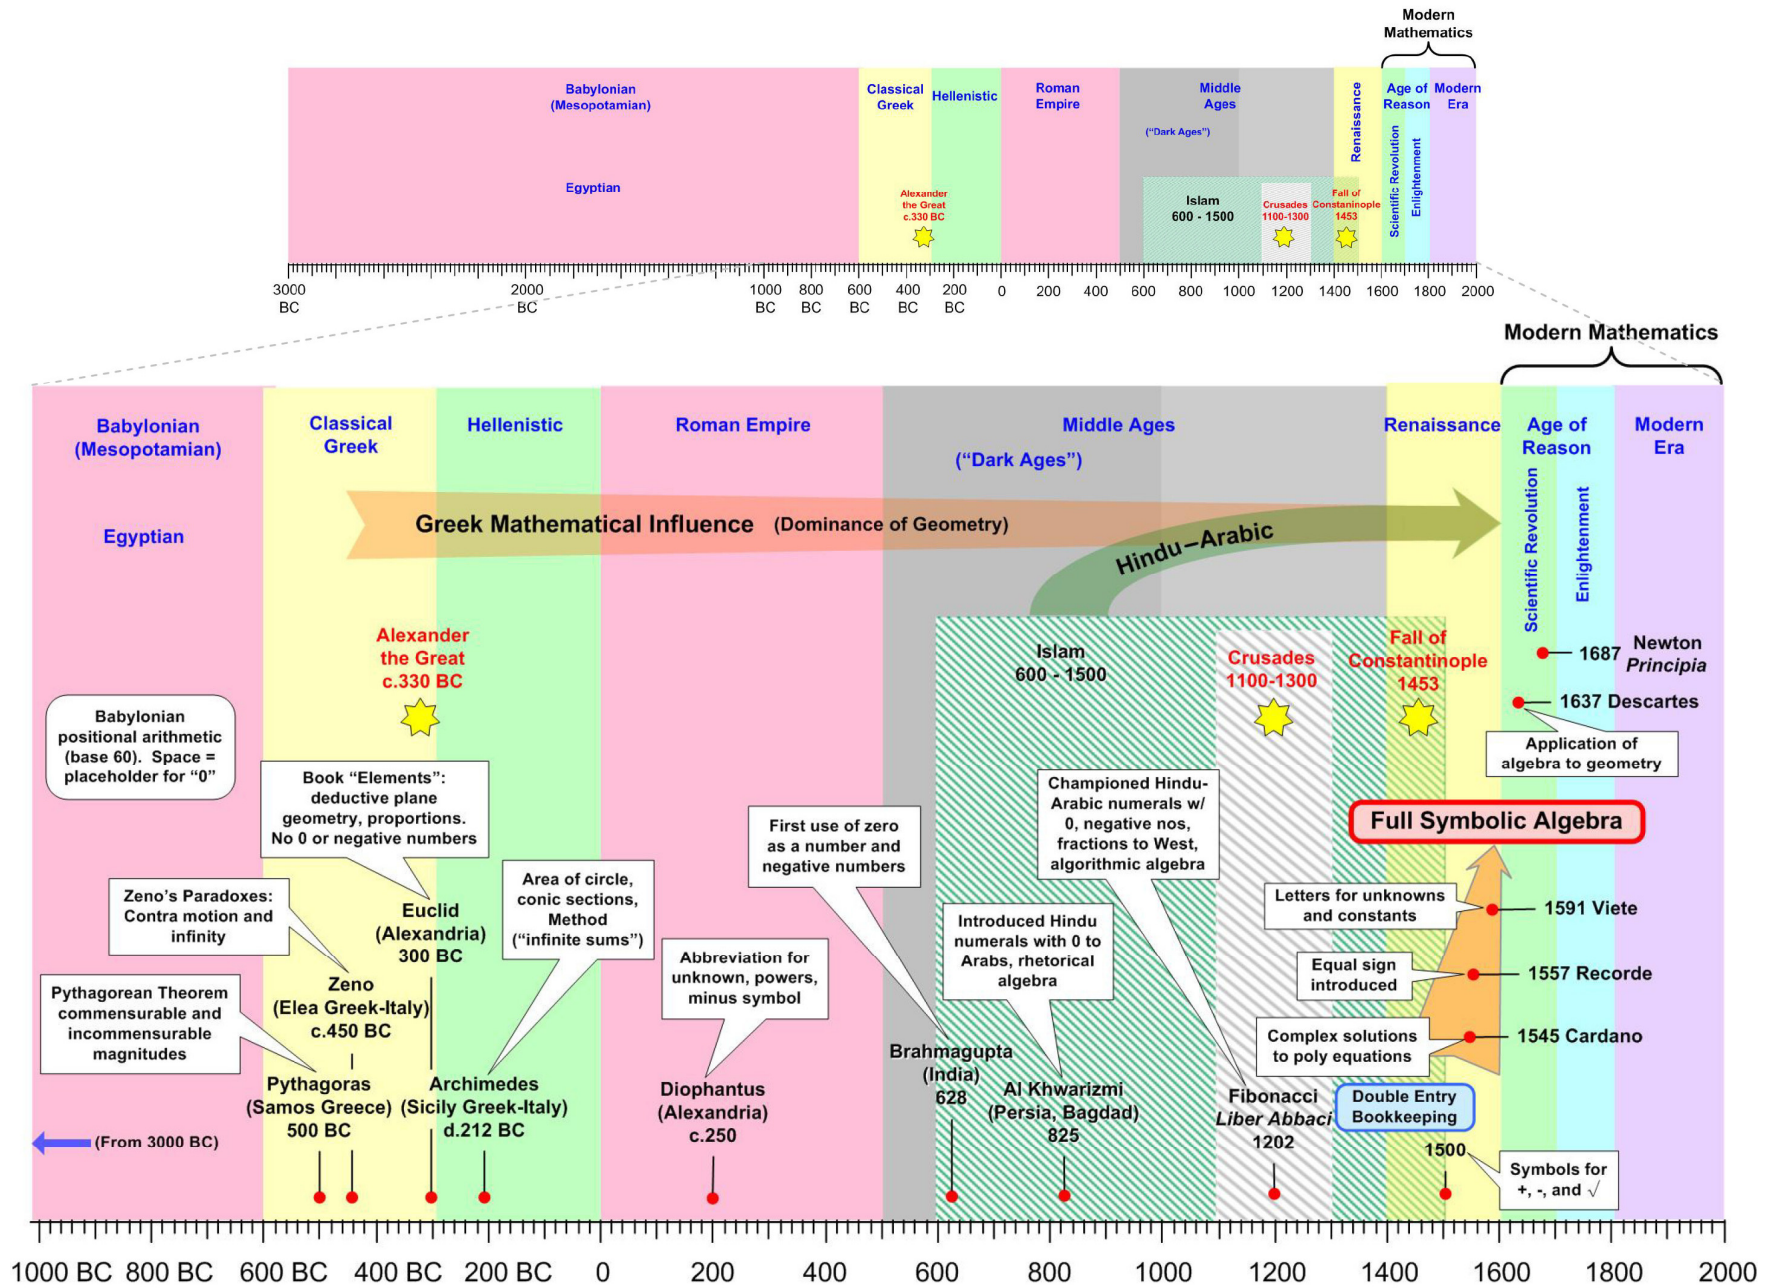 Modern
Mathematics
Babylonian
(Mesopotamian)
Classical
Greek
Hellenistic
Roman
Empire
Middle
Ages
("Dark Ages")
Renaissance
Age of
Reason
Modern
Era
Scientific Revolution
Enlightenment
Egyptian
Alexander
the Great
c.330 BC
Islam
600 - 1500
Crusades
1100-1300
Fall of
Constaninople
1453
3000
BC
2000
BC
1000
BC
800
BC
600
BC
400
BC
200
BC
0
200
400
600
800
1000
1200
1400
1600
1800
2000
Modern Mathematics
Babylonian
(Mesopotamian)
Classical
Greek
Hellenistic
Roman Empire
Middle Ages
("Dark Ages")
Renaissance
Age of
Reason
Modern
Era
Egyptian
Greek Mathematical Influence (Dominance of Geometry)
Hindu–Arabic
Scientific Revolution
Enlightenment
Alexander
the Great
c.330 BC
Islam
600 - 1500
Crusades
1100-1300
Fall of
Constantinople
1453
1687 Newton
Principia
1637 Descartes
Application of
algebra to geometry
Babylonian
positional arithmetic
(base 60). Space =
placeholder for "0"
Book "Elements":
deductive plane
geometry, proportions.
No 0 or negative numbers
First use of zero
as a number and
negative numbers
Championed Hindu-
Arabic numerals w/
0, negative nos,
fractions to West,
algorithmic algebra
Full Symbolic Algebra
Zeno's Paradoxes:
Contra motion and
infinity
Euclid
(Alexandria)
300 BC
Area of circle,
conic sections,
Method
("infinite sums")
Abbreviation for
unknown, powers,
minus symbol
Introduced Hindu
numerals with 0 to
Arabs, rhetorical
algebra
Letters for unknowns
and constants
1591 Viete
Equal sign
introduced
1557 Recorde
Complex solutions
to poly equations
1545 Cardano
Pythagorean Theorem
commensurable and
incommensurable
magnitudes
Zeno
(Elea Greek-Italy)
c.450 BC
Pythagoras
(Samos Greece)
500 BC
Archimedes
(Sicily Greek-Italy)
d.212 BC
Diophantus
(Alexandria)
c.250
Brahmagupta
(India)
628
Al Khwarizmi
(Persia, Bagdad)
825
Fibonacci
Liber Abbaci
1202
Double Entry
Bookkeeping
1500
Symbols for
+, -, and √
(From 3000 BC)
1000 BC
800 BC
600 BC
400 BC
200 BC
0
200
400
600
800
1000
1200
1400
1600
1800
2000